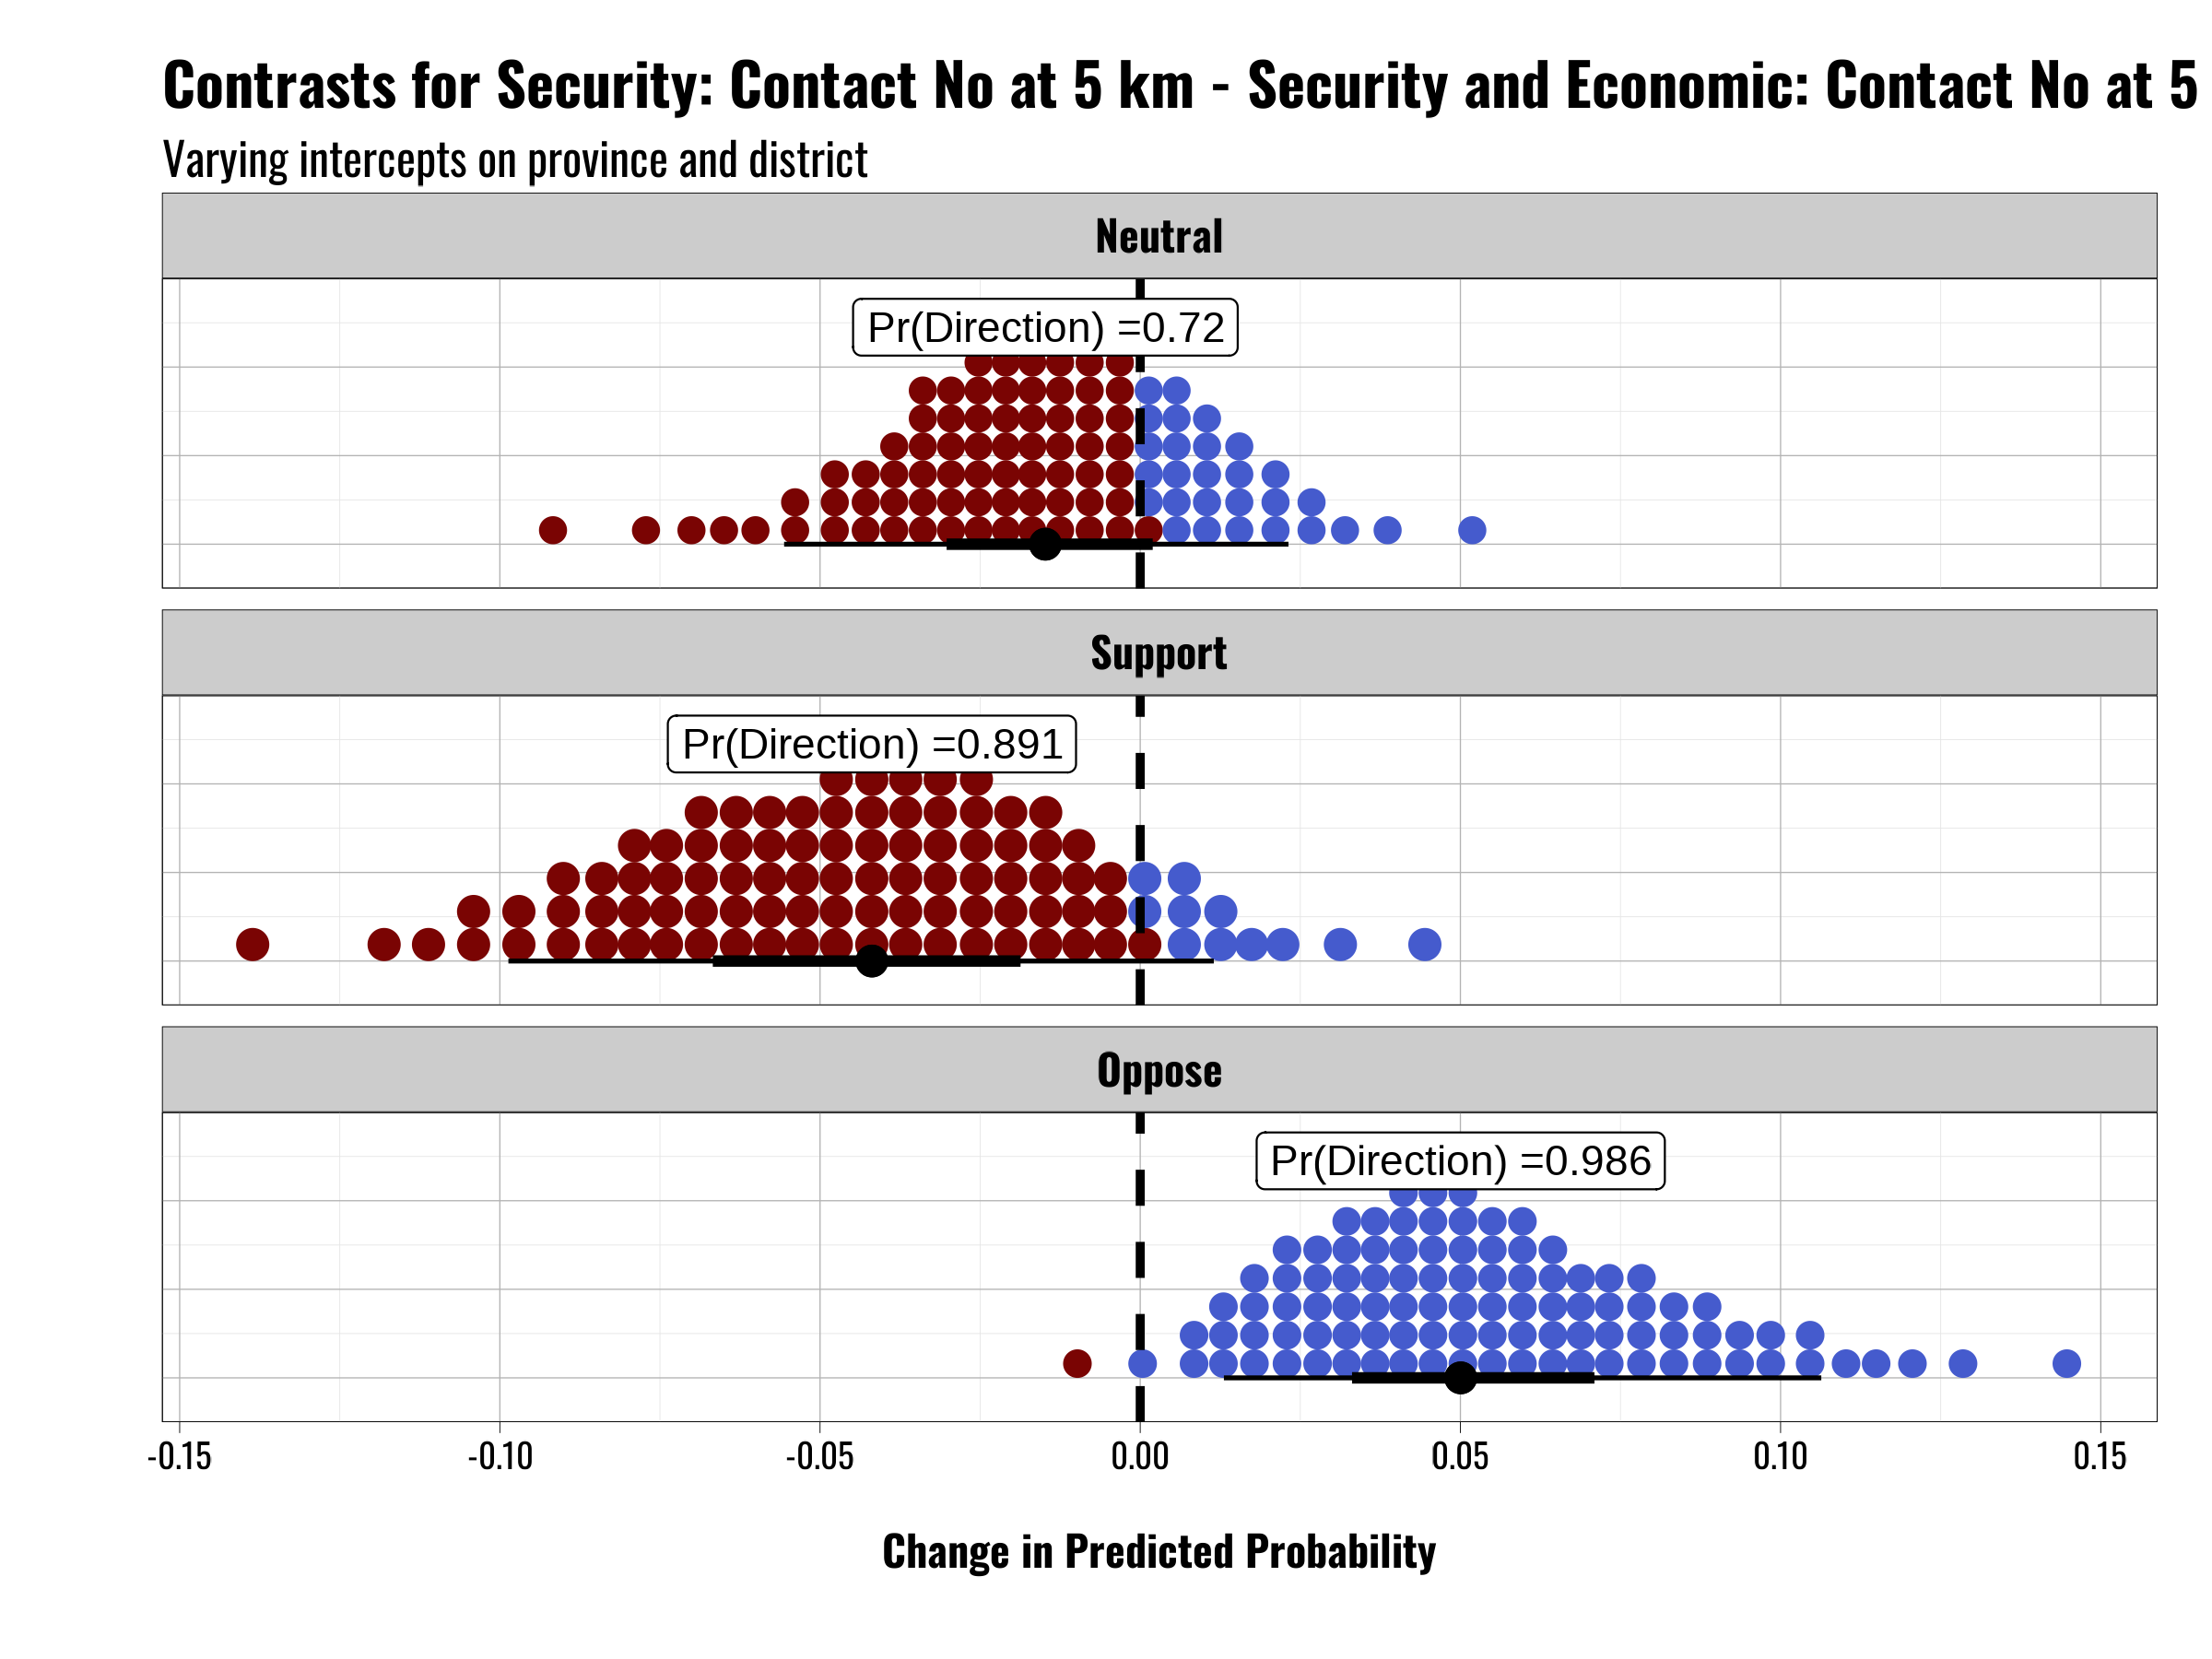 Contrasts for Security: Contact No at 5 km - Security and Economic: Contact No at 5
Varying intercepts on province and district
Neutral
Pr(Direction) =0.72
Support
Pr(Direction) =0.891
Oppose
Pr(Direction) =0.986
-0.15 -0.10 -0.05 0.00 0.05 0.10 0.15
Change in Predicted Probability